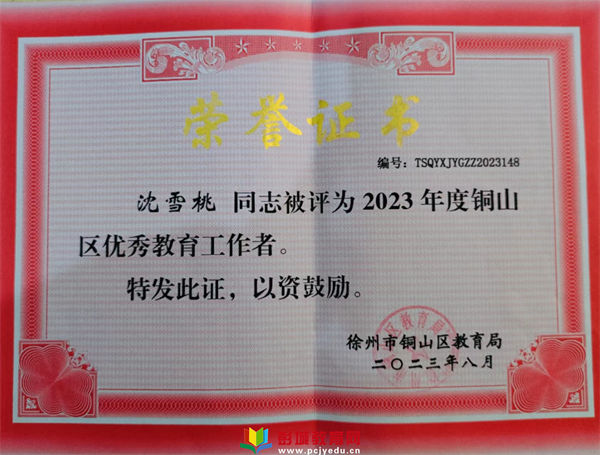 荣誉证书
编号：TSQYXJYGZZ2023148
沈雪桃 同志被评为2023年度铜山
区优秀教育工作者。
特发此证，以资鼓励。
徐州市铜山区教育局
二〇二三年八月
www.pcjyedu.cn